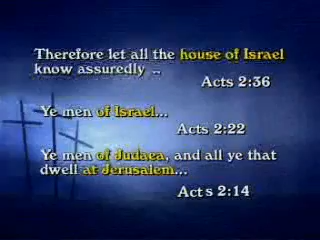 Therefore let all the house of Israel
know assuredly ...
Acts 2:36
Ye men of Israel...
Acts 2:22
Ye men of Judaea, and all ye that
dwell at Jerusalem...
Acts 2:14